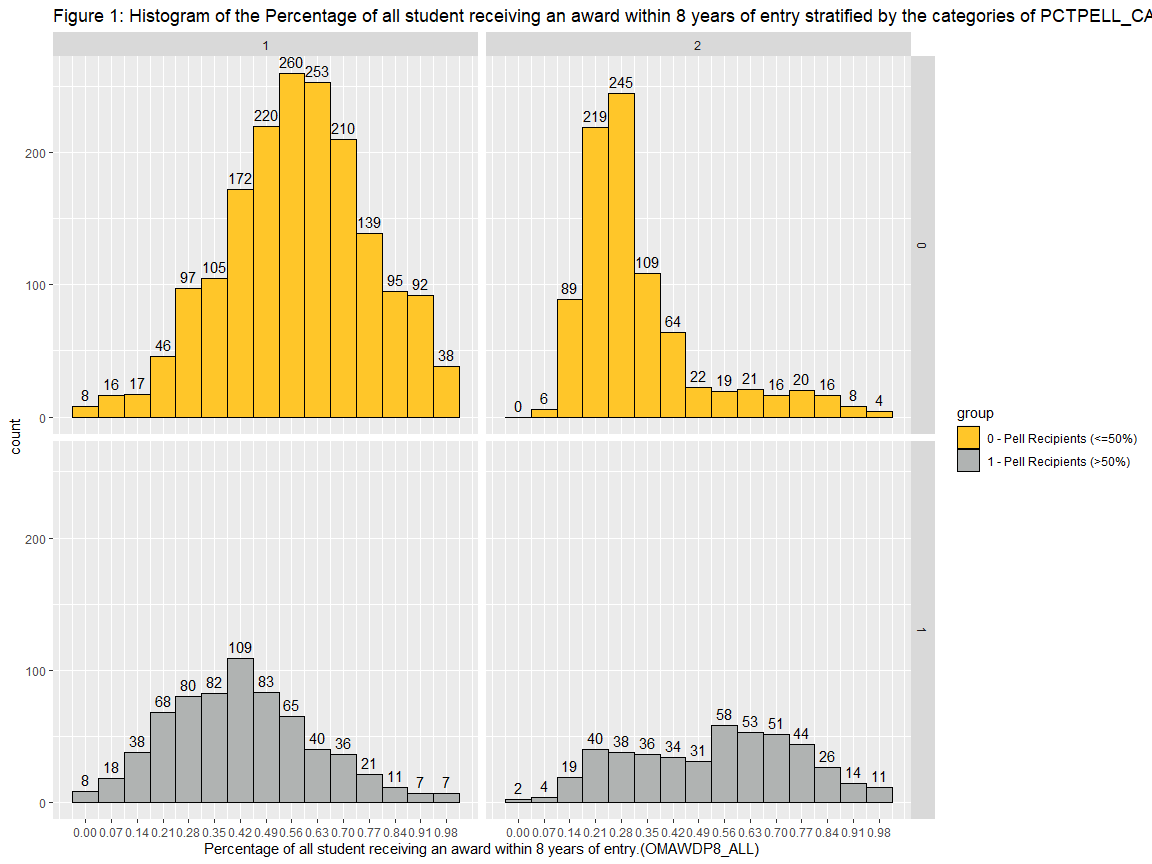 Figure 1: Histogram of the Percentage of all student receiving an award within 8 years of entry stratified by the categories of PCTPELL_CA
1 2
260 253 220 210 172 139 105 97 95 92 46 38 17 16 8
245 219 109 89 64 22 19 21 16 20 16 8 6 4 0
200
100
0
0
count
group
0 - Pell Recipients (<=50%)
1 - Pell Recipients (>50%)
8 18 38 68 80 82 109 83 65 40 36 21 11 7 7
2 4 19 40 38 36 34 31 58 53 51 44 26 14 11
200
100
0
1
0.00 0.07 0.14 0.21 0.28 0.35 0.42 0.49 0.56 0.63 0.70 0.77 0.84 0.91 0.98
0.00 0.07 0.14 0.21 0.28 0.35 0.42 0.49 0.56 0.63 0.70 0.77 0.84 0.91 0.98
Percentage of all student receiving an award within 8 years of entry.(OMAWDP8_ALL)